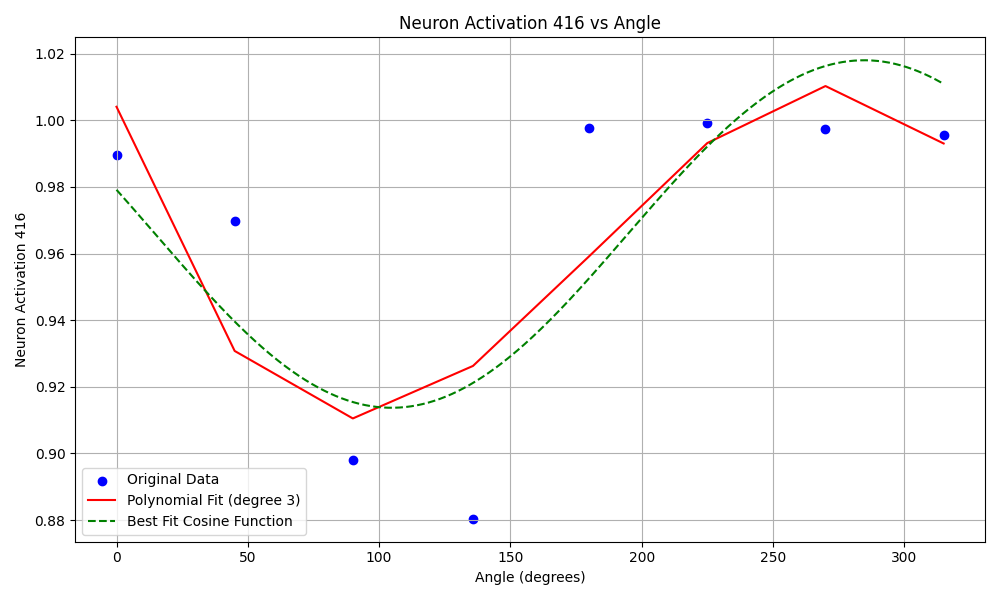 Neuron Activation 416 vs Angle
1.02
1.00
0.98
0.96
0.94
0.92
0.90
0.88
Neuron Activation 416
Original Data
Polynomial Fit (degree 3)
Best Fit Cosine Function
0 50 100 150 200 250 300
Angle (degrees)